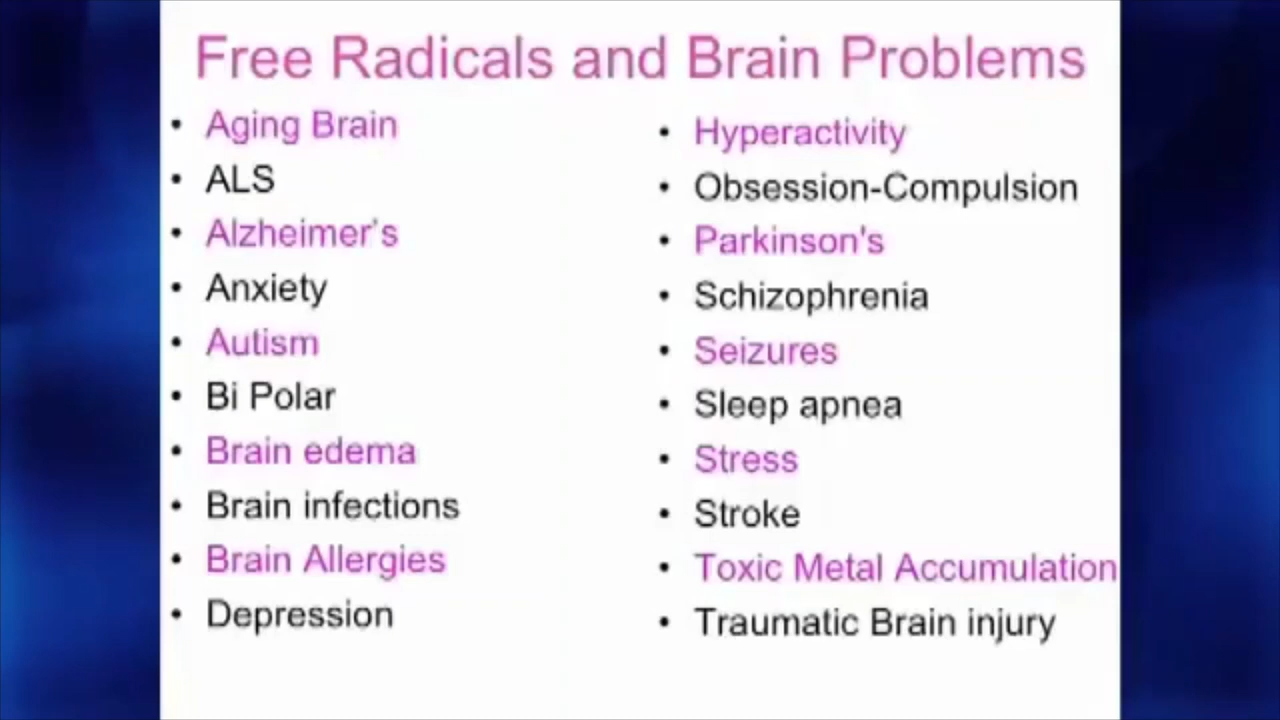 Free Radicals and Brain Problems
• Aging Brain
• ALS
• Alzheimer's
• Anxiety
• Autism
• Bi Polar
• Brain edema
• Brain infections
• Brain Allergies
• Depression
• Hyperactivity
• Obsession-Compulsion
• Parkinson's
• Schizophrenia
• Seizures
• Sleep apnea
• Stress
• Stroke
• Toxic Metal Accumulation
• Traumatic Brain injury